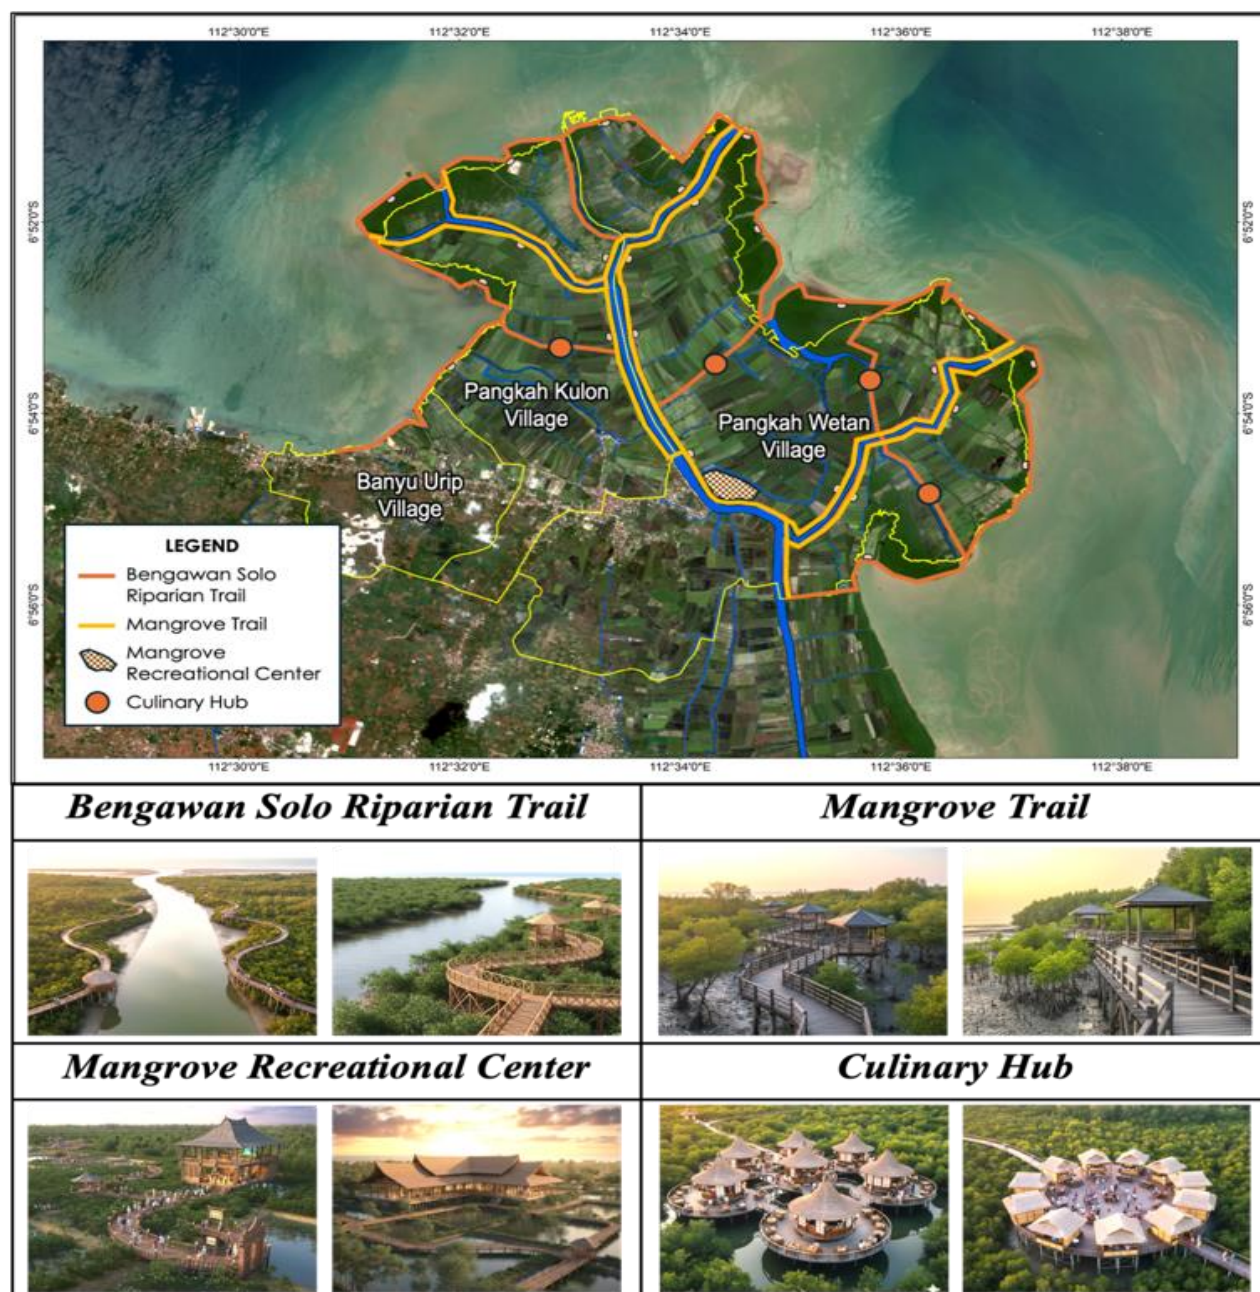 112°30'0"E 112°32'0"E 112°34'0"E 112°36'0"E 112°38'0"E
6°52'0"S 6°52'0"S
Pangkah Kulon
Village
Pangkah Wetan
Village
6°54'0"S 6°54'0"S
Banyu Urip
Village
LEGEND
Bengawan Solo
Riparian Trail
Mangrove Trail
Mangrove
Recreational Center
Culinary Hub
6°56'0"S 6°56'0"S
112°30'0"E 112°32'0"E 112°34'0"E 112°36'0"E 112°38'0"E
Bengawan Solo Riparian Trail
Mangrove Trail
Mangrove Recreational Center
Culinary Hub